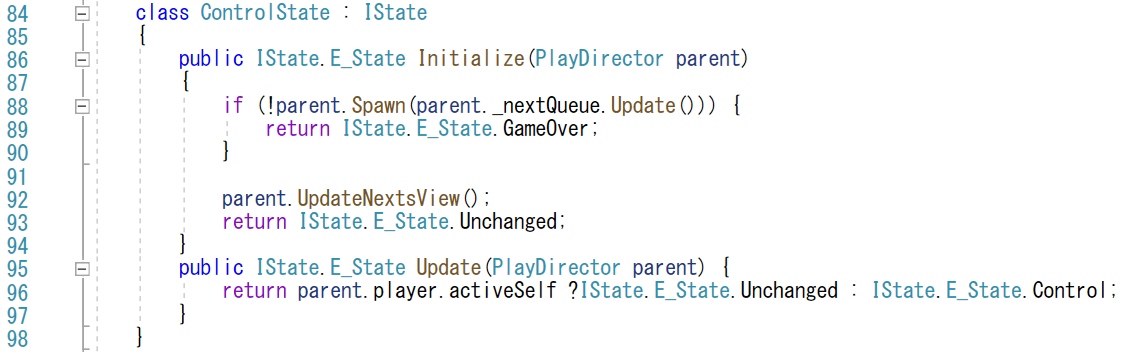 84 class ControlState : IState
85 {
86 public IState.E_State Initialize(PlayDirector parent)
87 {
88 if (!parent.Spawn(parent._nextQueue.Update())) {
89 return IState.E_State.GameOver;
90 }
91
92 parent.UpdateNextsView();
93 return IState.E_State.Unchanged;
94 }
95 public IState.E_State Update(PlayDirector parent) {
96 return parent.player.activeSelf ?IState.E_State.Unchanged : IState.E_State.Control;
97 }
98 }